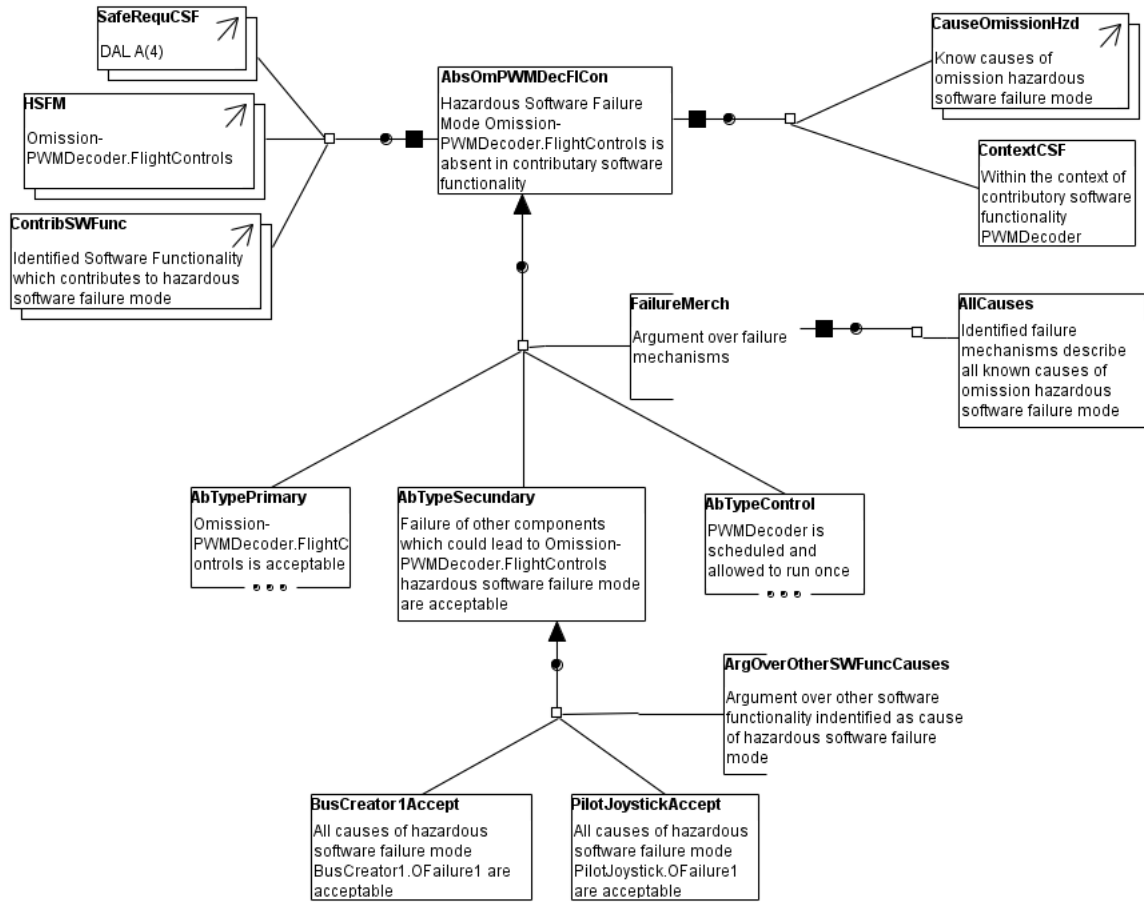 SafeRequCSF
DAL A(4)
HSFM
Omission-
PWMDecoder.FlightControls
ContribSWFunc
Identified Software Functionality
which contributes to hazardous
software failure mode
AbsOmPWMDecFlCon
Hazardous Software Failure
Mode Omission-
PWMDecoder.FlightControls is
absent in contributary software
functionality
CauseOmissionHzd
Know causes of
omission hazardous
software failure mode
ContextCSF
Within the context of
contributory software
functionality
PWMDecoder
FailureMerch
Argument over failure
mechanisms
AllCauses
Identified failure
mechanisms describe
all known causes of
omission hazardous
software failure mode
AbTypePrimary
Omission-
PWMDecoder.FlightC
ontrols is acceptable
AbTypeSecundary
Failure of other components
which could lead to Omission-
PWMDecoder.FlightControls
hazardous software failure mode
are acceptable
AbTypeControl
PWMDecoder is
scheduled and
allowed to run once
ArgOverOtherSWFuncCauses
Argument over other software
functionality indentified as cause
of hazardous software failure
mode
BusCreator1Accept
All causes of hazardous
software failure mode
BusCreator1.OFailure1 are
acceptable
PilotJoystickAccept
All causes of hazardous
software failure mode
PilotJoystick.OFailure1
are acceptable